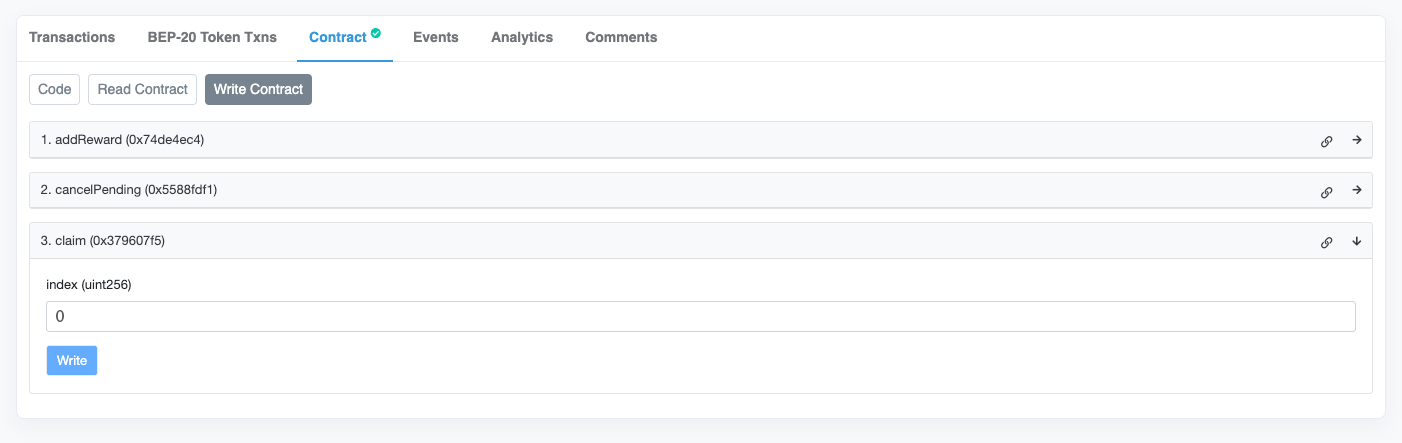 Transactions BEP-20 Token Txns Contract Events Analytics Comments
Code Read Contract Write Contract
1. addReward (0x74de4ec4)
2. cancelPending (0x5588fdf1)
3. claim (0x379607f5)
index (uint256)
0
Write